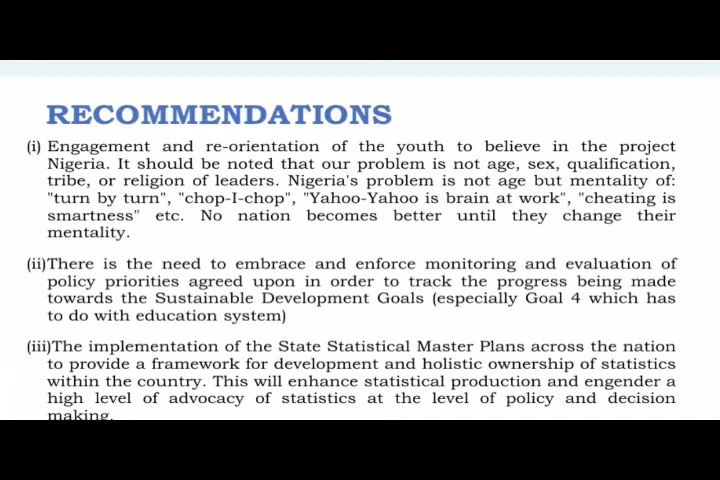 RECOMMENDATIONS
(i) Engagement and re-orientation of the youth to believe in the project
Nigeria. It should be noted that our problem is not age, sex, qualification,
tribe, or religion of leaders. Nigeria's problem is not age but mentality of:
"turn by turn", "chop-I-chop", "Yahoo-Yahoo is brain at work", "cheating is
smartness" etc. No nation becomes better until they change their
mentality.
(ii)There is the need to embrace and enforce monitoring and evaluation of
policy priorities agreed upon in order to track the progress being made
towards the Sustainable Development Goals (especially Goal 4 which has
to do with education system)
(iii)The implementation of the State Statistical Master Plans across the nation
to provide a framework for development and holistic ownership of statistics
within the country. This will enhance statistical production and engender a
high level of advocacy of statistics at the level of policy and decision
making.